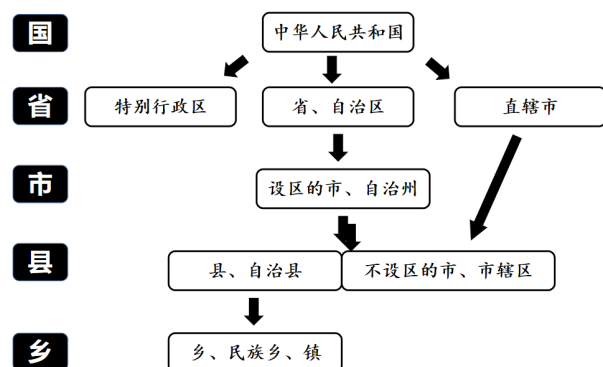 国
中华人民共和国
省
特别行政区
省、自治区
直辖市
市
设区的市、自治州
县
县、自治县
不设区的市、市辖区
乡
乡、民族乡、镇